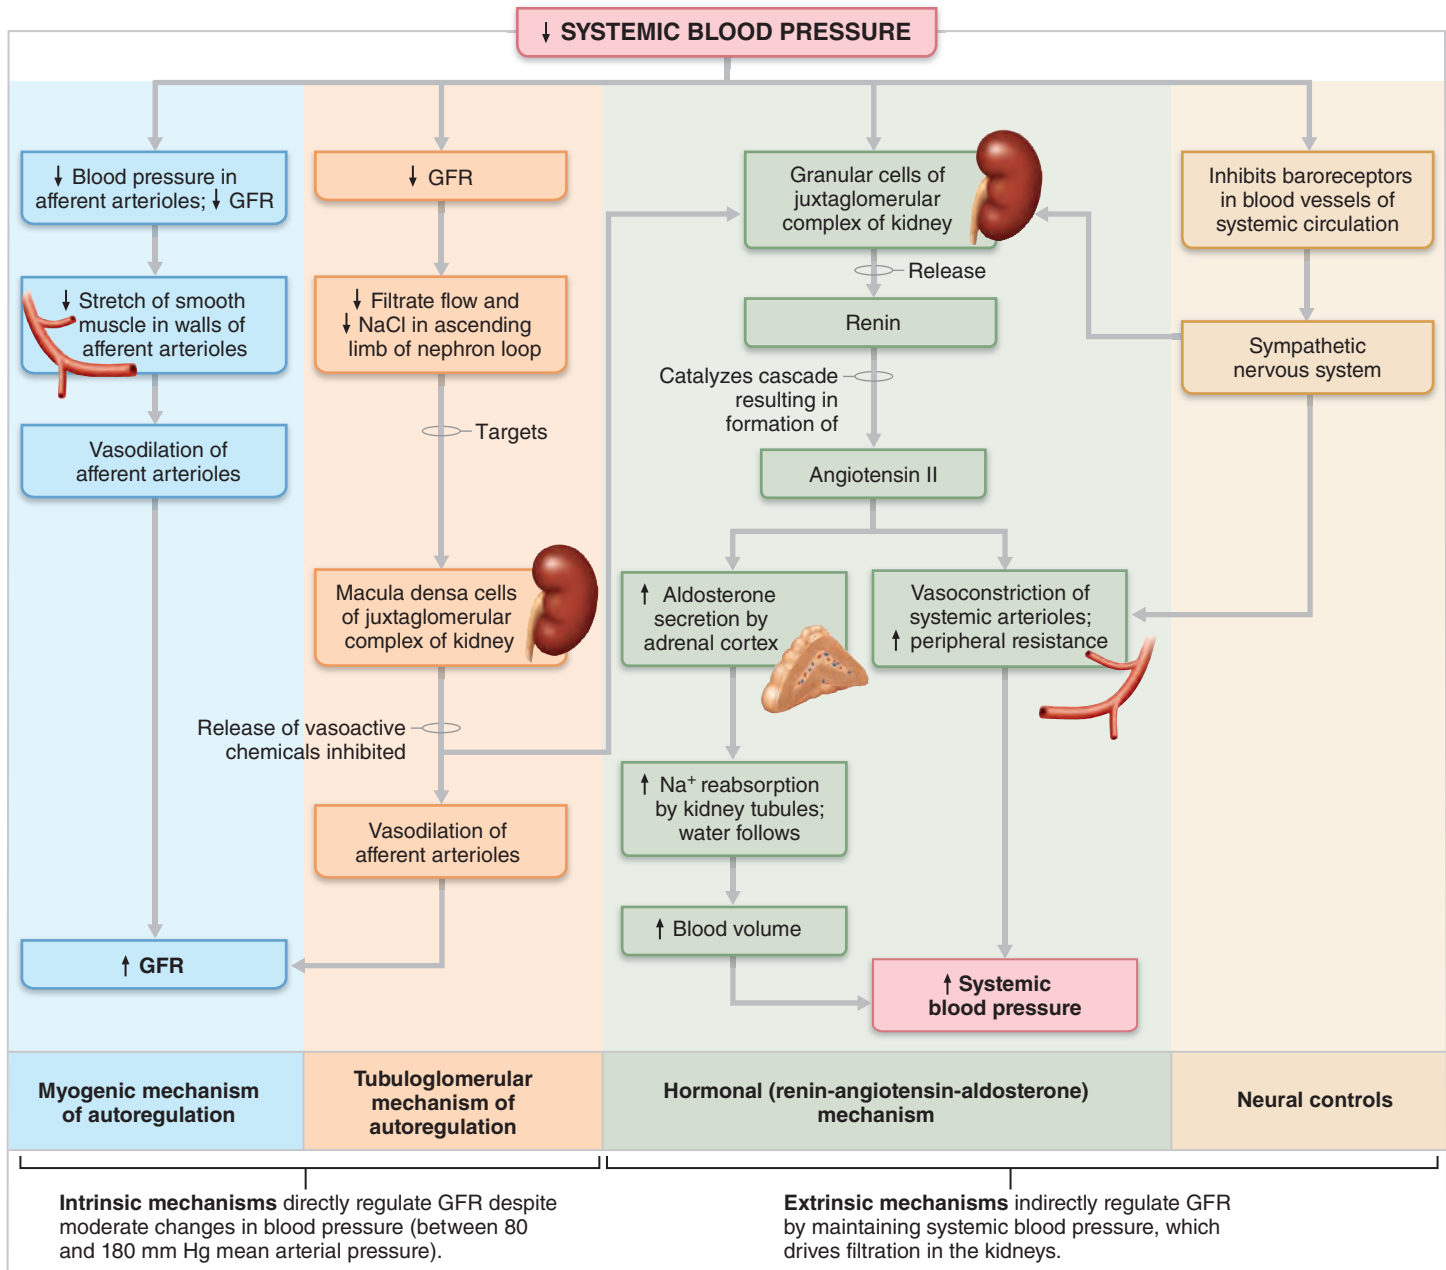 ↓ SYSTEMIC BLOOD PRESSURE
↓ Blood pressure in
afferent arterioles; ↓ GFR
↓ Stretch of smooth
muscle in walls of
afferent arterioles
Vasodilation of
afferent arterioles
↑ GFR
↓ GFR
↓ Filtrate flow and
↓ NaCl in ascending
limb of nephron loop
Targets
Macula densa cells
of juxtaglomerular
complex of kidney
Release of vasoactive
chemicals inhibited
Vasodilation of
afferent arterioles
Granular cells of
juxtaglomerular
complex of kidney
Release
Renin
Catalyzes cascade
resulting in
formation of
Angiotensin II
↑ Aldosterone
secretion by
adrenal cortex
↑ Na⁺ reabsorption
by kidney tubules;
water follows
↑ Blood volume
Vasoconstriction of
systemic arterioles;
↑ peripheral resistance
↑ Systemic
blood pressure
Inhibits baroreceptors
in blood vessels of
systemic circulation
Sympathetic
nervous system
Myogenic mechanism
of autoregulation
Tubuloglomerular
mechanism of
autoregulation
Hormonal (renin-angiotensin-aldosterone)
mechanism
Neural controls
Intrinsic mechanisms directly regulate GFR despite
moderate changes in blood pressure (between 80
and 180 mm Hg mean arterial pressure).
Extrinsic mechanisms indirectly regulate GFR
by maintaining systemic blood pressure, which
drives filtration in the kidneys.